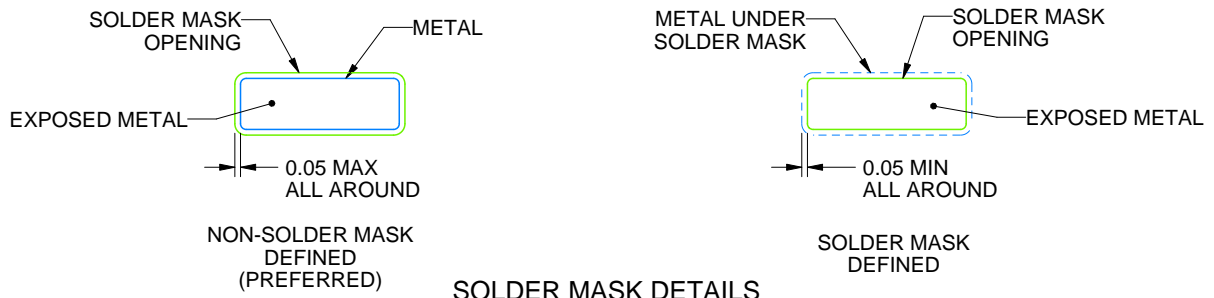 SOLDER MASK
OPENING
METAL
EXPOSED METAL
0.05 MAX
ALL AROUND
NON-SOLDER MASK
DEFINED
(PREFERRED)
METAL UNDER
SOLDER MASK
SOLDER MASK
OPENING
EXPOSED METAL
0.05 MIN
ALL AROUND
SOLDER MASK
DEFINED
SOLDER MASK DETAILS